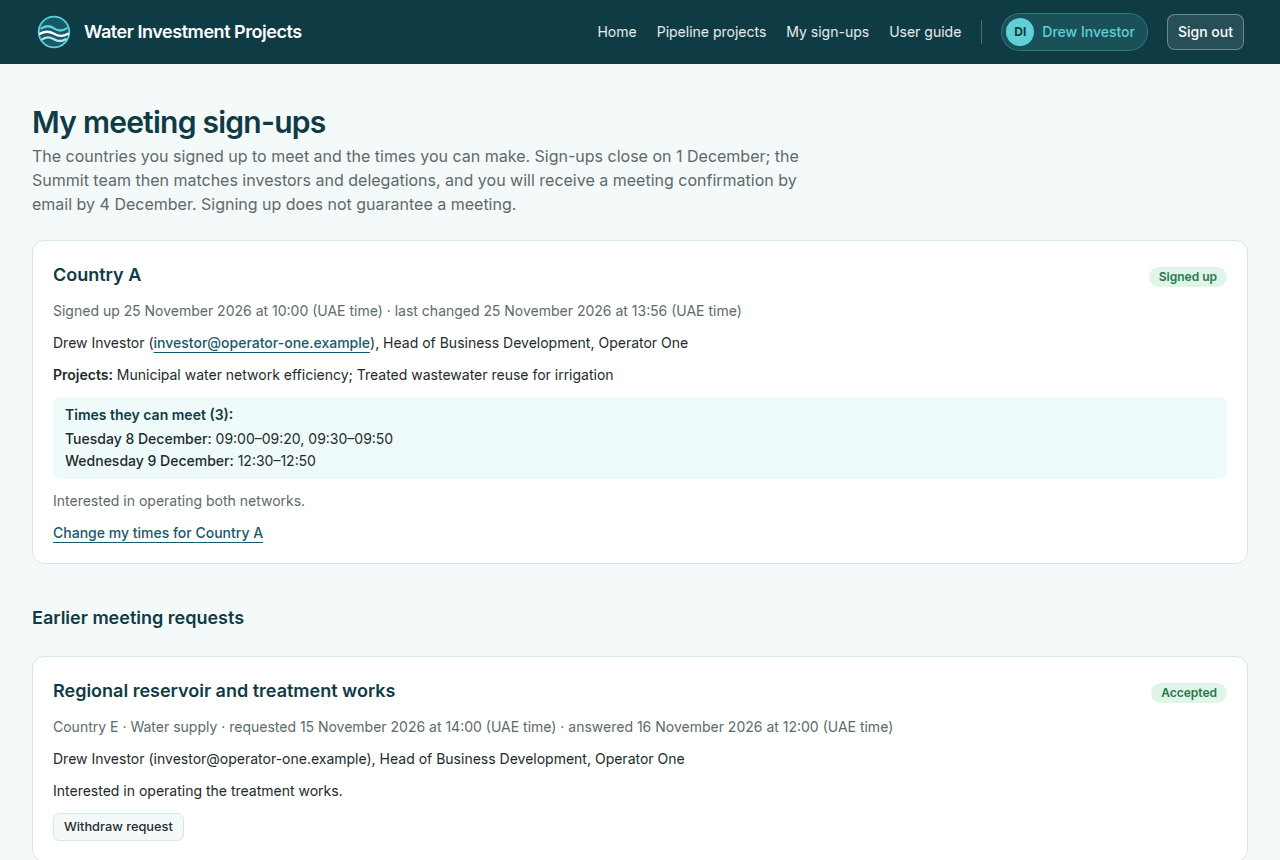 Water Investment Projects
Home
Pipeline projects
My sign-ups
User guide
DI
Drew Investor
Sign out
My meeting sign-ups
The countries you signed up to meet and the times you can make. Sign-ups close on 1 December; the
Summit team then matches investors and delegations, and you will receive a meeting confirmation by
email by 4 December. Signing up does not guarantee a meeting.
Country A
Signed up
Signed up 25 November 2026 at 10:00 (UAE time) · last changed 25 November 2026 at 13:56 (UAE time)
Drew Investor (investor@operator-one.example), Head of Business Development, Operator One
Projects: Municipal water network efficiency; Treated wastewater reuse for irrigation
Times they can meet (3):
Tuesday 8 December: 09:00–09:20, 09:30–09:50
Wednesday 9 December: 12:30–12:50
Interested in operating both networks.
Change my times for Country A
Earlier meeting requests
Regional reservoir and treatment works
Accepted
Country E · Water supply · requested 15 November 2026 at 14:00 (UAE time) · answered 16 November 2026 at 12:00 (UAE time)
Drew Investor (investor@operator-one.example), Head of Business Development, Operator One
Interested in operating the treatment works.
Withdraw request